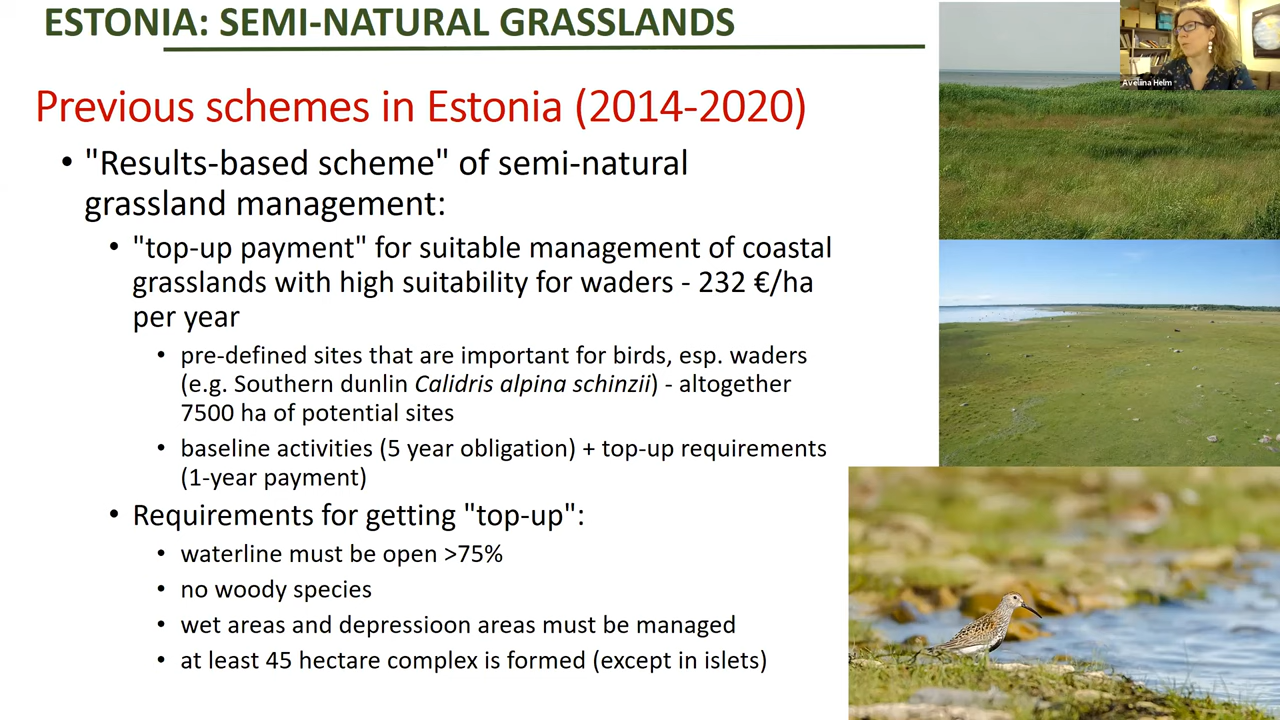 ESTONIA: SEMI-NATURAL GRASSLANDS
Previous schemes in Estonia (2014-2020)
• "Results-based scheme" of semi-natural
grassland management:
• "top-up payment" for suitable management of coastal
grasslands with high suitability for waders - 232 €/ha
per year
• pre-defined sites that are important for birds, esp. waders
(e.g. Southern dunlin Calidris alpina schinzii) - altogether
7500 ha of potential sites
• baseline activities (5 year obligation) + top-up requirements
(1-year payment)
• Requirements for getting "top-up":
• waterline must be open >75%
• no woody species
• wet areas and depressioon areas must be managed
• at least 45 hectare complex is formed (except in islets)
Aveliina Helm